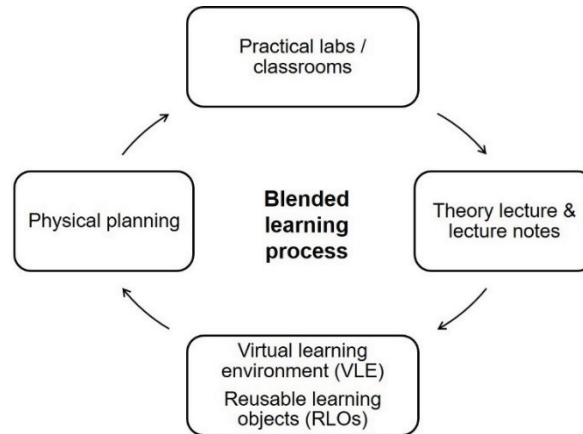 Practical labs /
classrooms
Physical planning
Blended
learning
process
Theory lecture &
lecture notes
Virtual learning
environment (VLE)
Reusable learning
objects (RLOs)